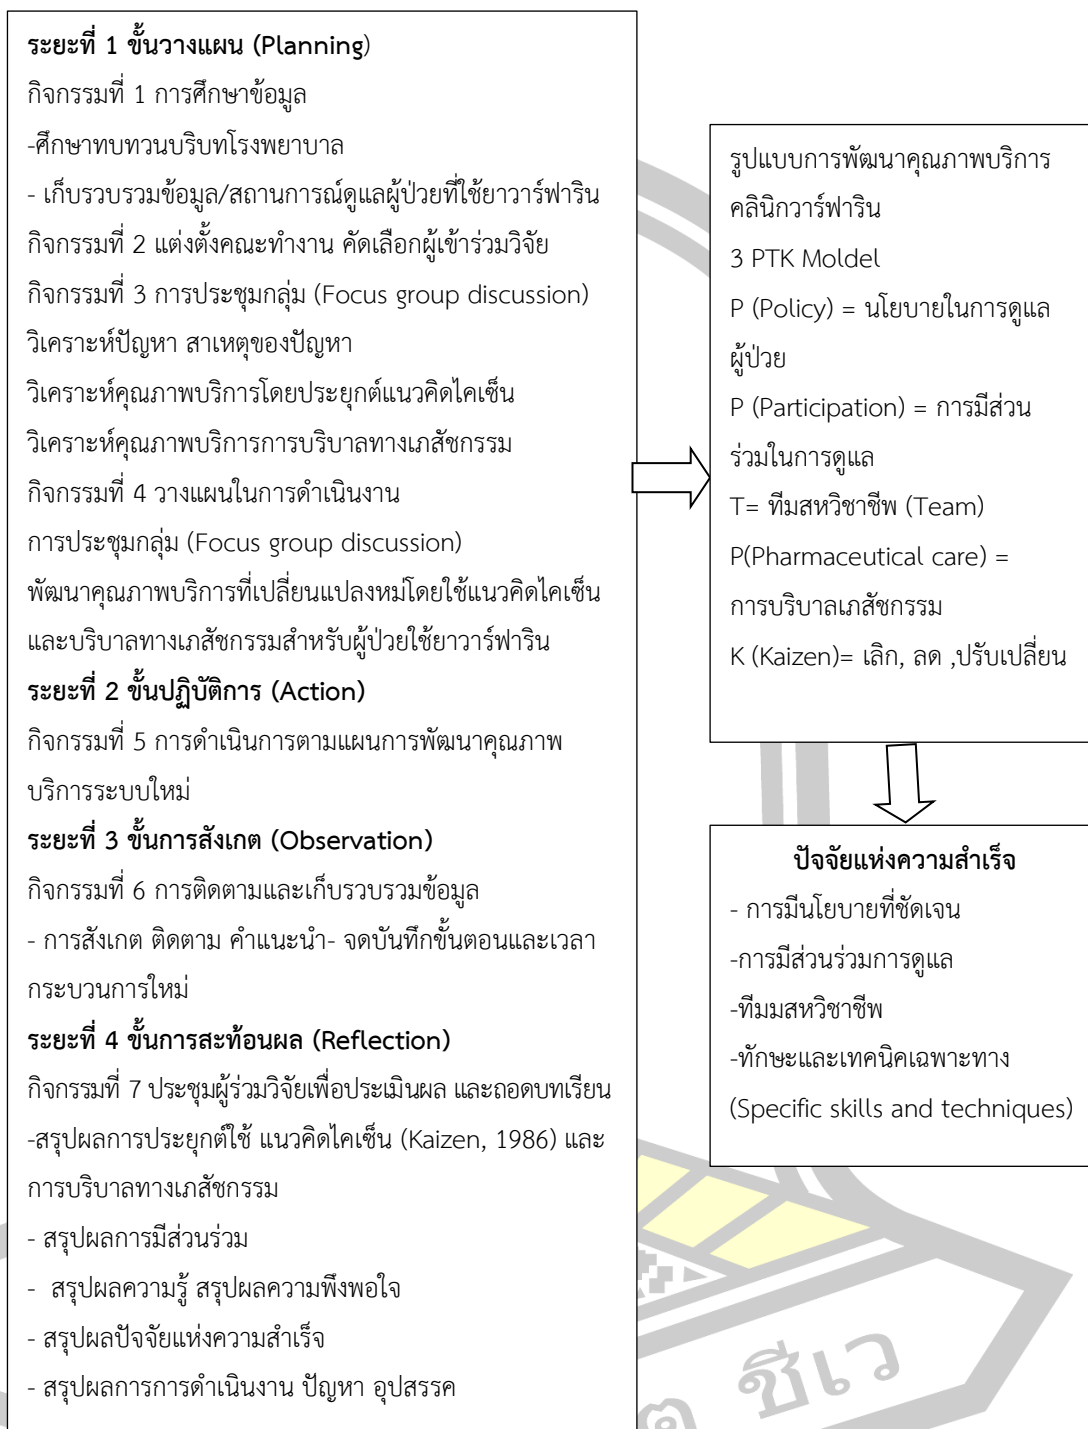 ระยะที่ 1 ขั้นวางแผน (Planning)
กิจกรรมที่ 1 การศึกษาข้อมูล
-ศึกษาทบทวนบริบทโรงพยาบาล
- เก็บรวบรวมข้อมูล/สถานการณ์ดูแลผู้ป่วยที่ใช้ยาวาร์ฟาริน
กิจกรรมที่ 2 แต่งตั้งคณะทำงาน คัดเลือกผู้เข้าร่วมวิจัย
กิจกรรมที่ 3 การประชุมกลุ่ม (Focus group discussion)
วิเคราะห์ปัญหา สาเหตุของปัญหา
วิเคราะห์คุณภาพบริการโดยประยุกต์แนวคิดไคเซ็น
วิเคราะห์คุณภาพบริการการบริบาลทางเภสัชกรรม
กิจกรรมที่ 4 วางแผนในการดำเนินงาน
การประชุมกลุ่ม (Focus group discussion)
พัฒนาคุณภาพบริการที่เปลี่ยนแปลงหม่โดยใช้แนวคิดไคเซ็น
และบริบาลทางเภสัชกรรมสำหรับผู้ป่วยใช้ยาวาร์ฟาริน
ระยะที่ 2 ขั้นปฏิบัติการ (Action)
กิจกรรมที่ 5 การดำเนินการตามแผนการพัฒนาคุณภาพ
บริการระบบใหม่
ระยะที่ 3 ขั้นการสังเกต (Observation)
กิจกรรมที่ 6 การติดตามและเก็บรวบรวมข้อมูล
- การสังเกต ติดตาม คำแนะนำ- จดบันทึกขั้นตอนและเวลา
กระบวนการใหม่
ระยะที่ 4 ขั้นการสะท้อนผล (Reflection)
กิจกรรมที่ 7 ประชุมผู้ร่วมวิจัยเพื่อประเมินผล และถอดบทเรียน
-สรุปผลการประยุกต์ใช้ แนวคิดไคเซ็น (Kaizen, 1986) และ
การบริบาลทางเภสัชกรรม
- สรุปผลการมีส่วนร่วม
- สรุปผลความรู้ สรุปผลความพึงพอใจ
- สรุปผลปัจจัยแห่งความสำเร็จ
- สรุปผลการการดำเนินงาน ปัญหา อุปสรรค
รูปแบบการพัฒนาคุณภาพบริการ
คลินิกวาร์ฟาริน
3 PTK Moldel
P (Policy) = นโยบายในการดูแล
ผู้ป่วย
P (Participation) = การมีส่วน
ร่วมในการดูแล
T= ทีมสหวิชาชีพ (Team)
P(Pharmaceutical care) =
การบริบาลเภสัชกรรม
K (Kaizen)= เลิก, ลด ,ปรับเปลี่ยน
ปัจจัยแห่งความสำเร็จ
- การมีนโยบายที่ชัดเจน
-การมีส่วนร่วมการดูแล
-ทีมมสหวิชาชีพ
-ทักษะและเทคนิคเฉพาะทาง
(Specific skills and techniques)
ชีเว